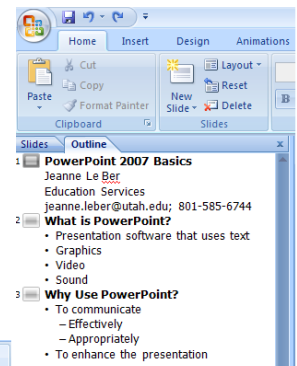 Home Insert Design Animations
Cut
Copy
Format Painter
Paste
Clipboard
New
Slide
Layout
Reset
Delete
Slides
B
Slides Outline x
1 PowerPoint 2007 Basics
Jeanne Le Ber
Education Services
jeanne.leber@utah.edu; 801-585-6744
2 What is PowerPoint?
• Presentation software that uses text
• Graphics
• Video
• Sound
3 Why Use PowerPoint?
• To communicate
– Effectively
– Appropriately
• To enhance the presentation